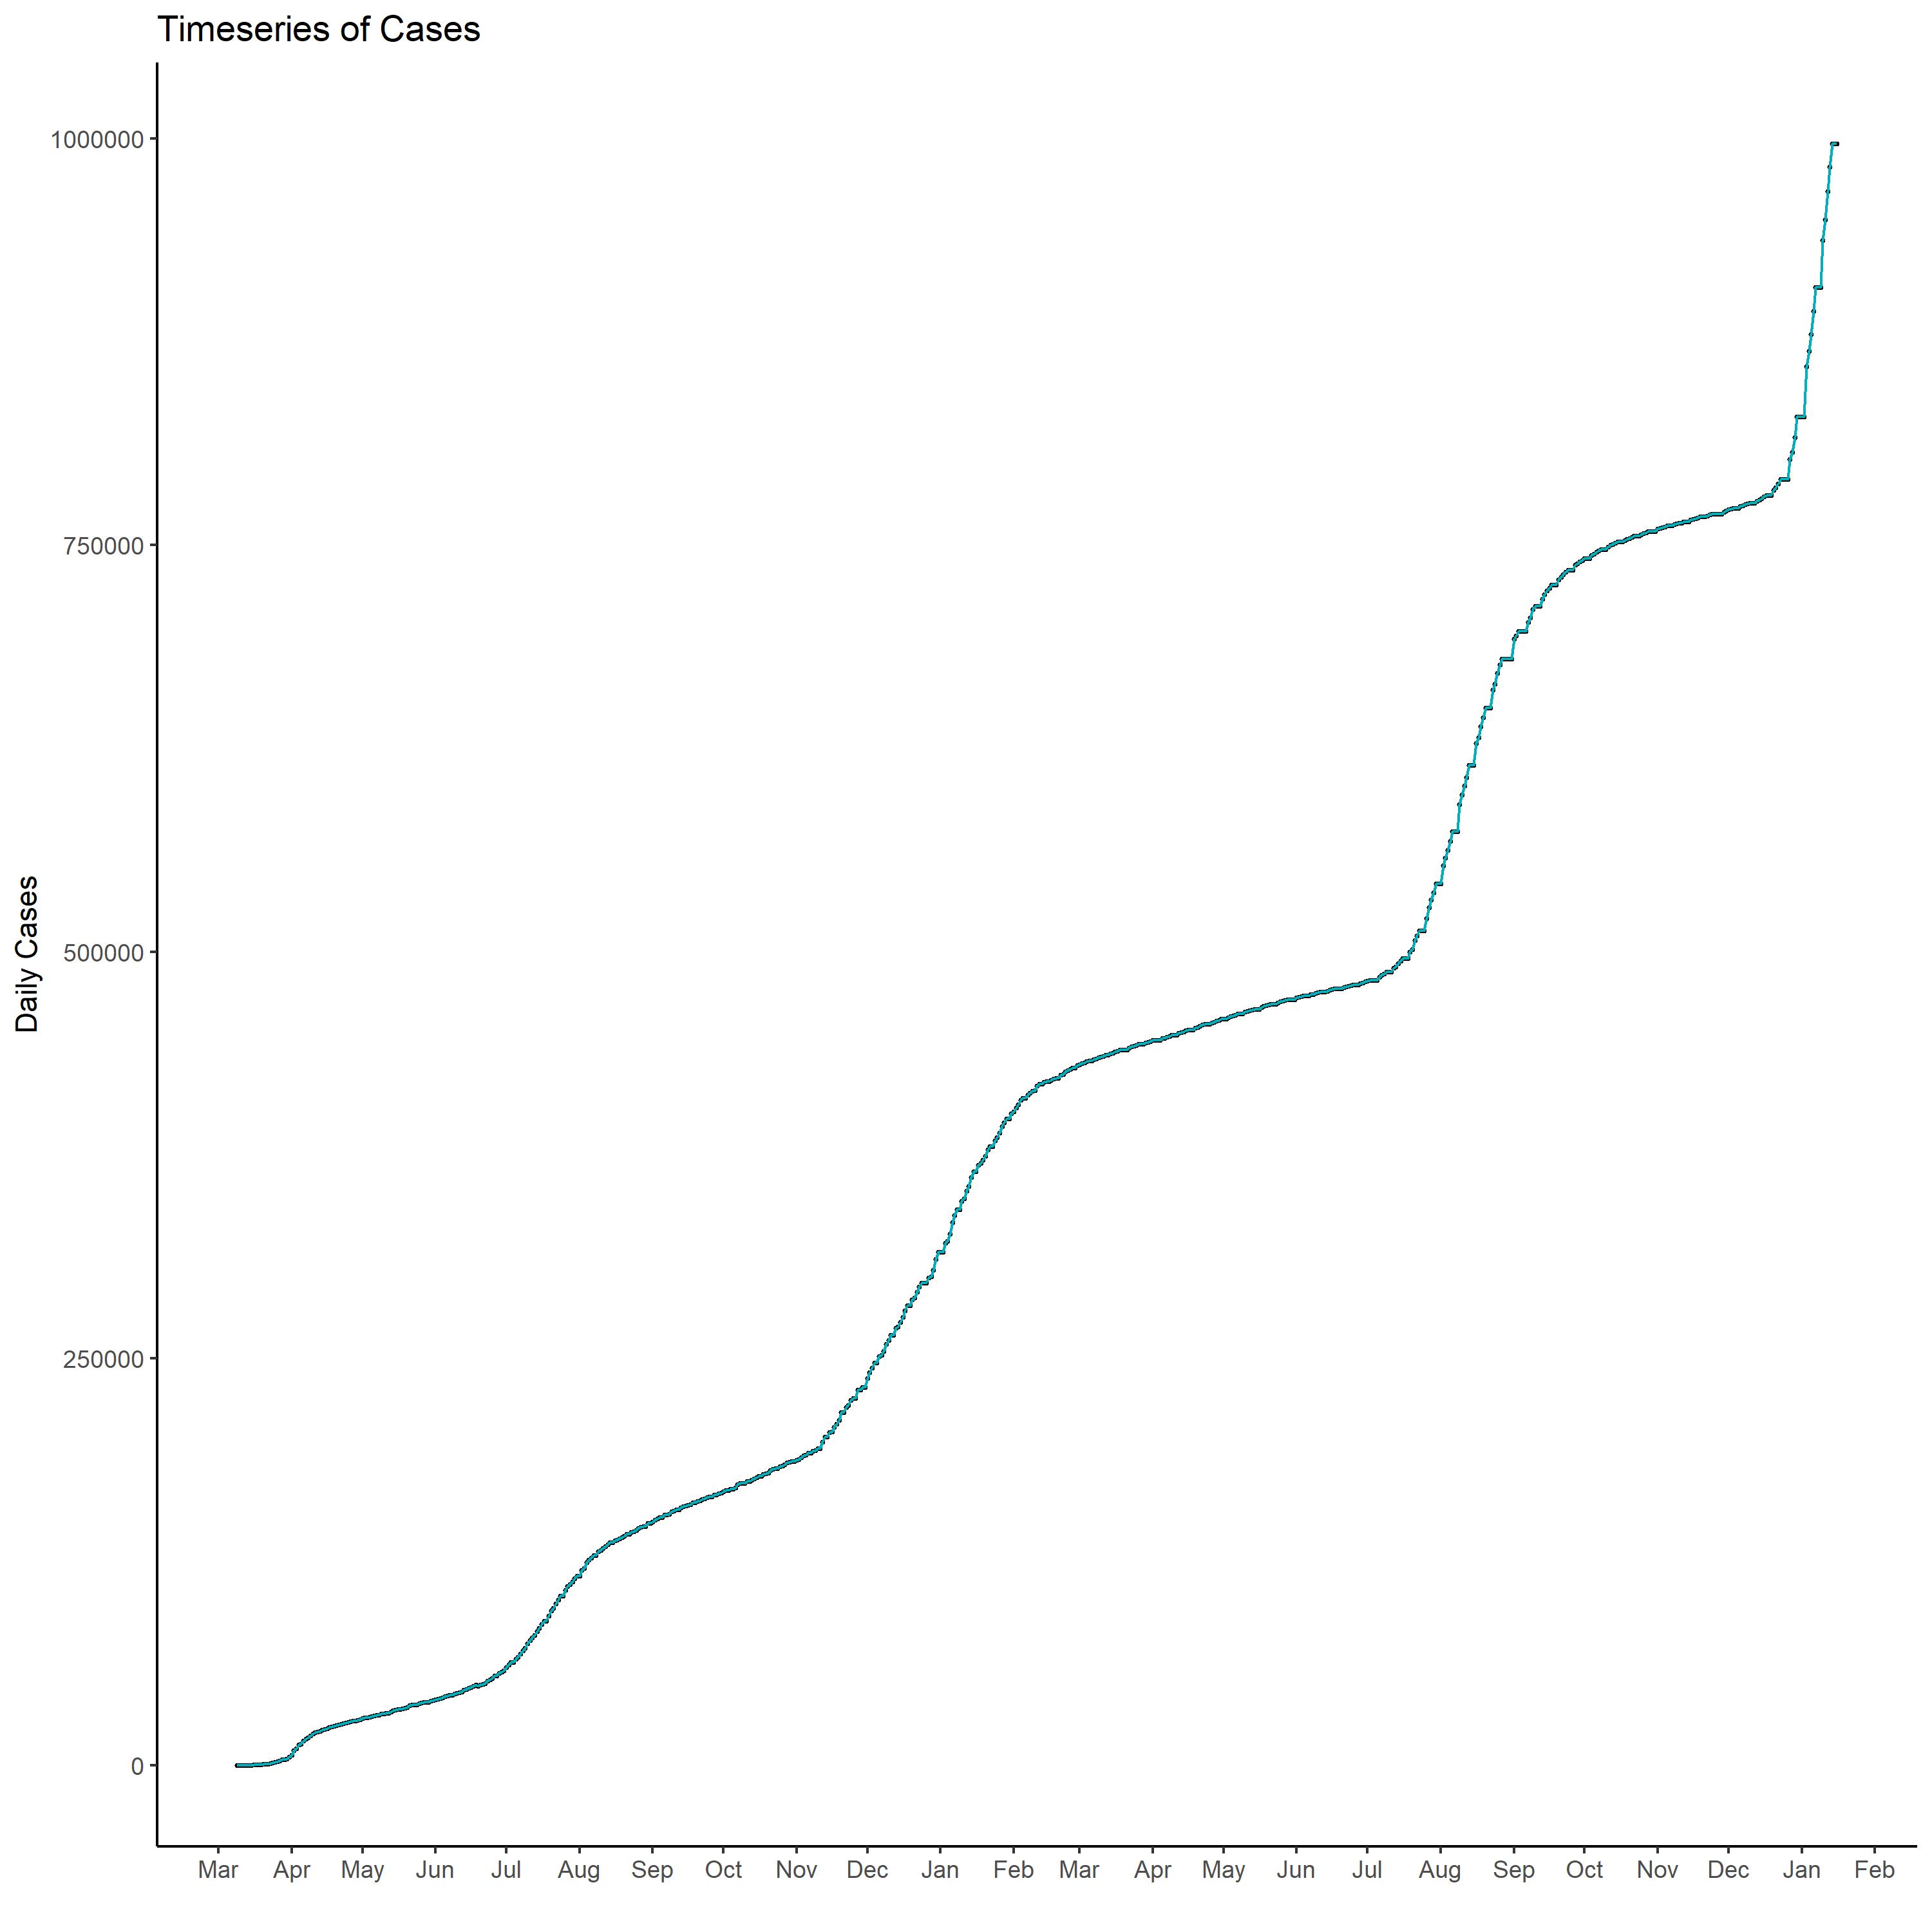 Timeseries of Cases
Daily Cases
1000000
750000
500000
250000
0
Mar Apr May Jun Jul Aug Sep Oct Nov Dec Jan Feb Mar Apr May Jun Jul Aug Sep Oct Nov Dec Jan Feb